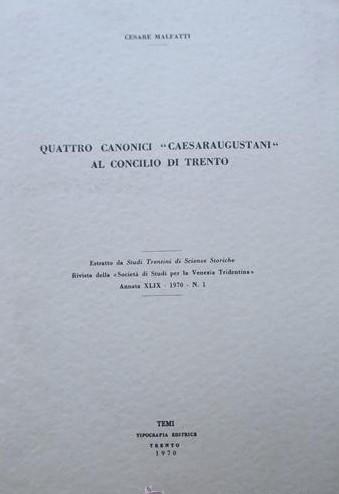 CESARE MALFATTI
QUATTRO CANONICI "CAESARAUGUSTANI"
AL CONCILIO DI TRENTO
Estratto da Studi Trentini di Scienze Storiche
Rivista della «Società di Studi per la Venezia Tridentina»
Annata XLIX - 1970 - N. 1
TEMI
TIPOGRAFIA EDITRICE
TRENTO
1970